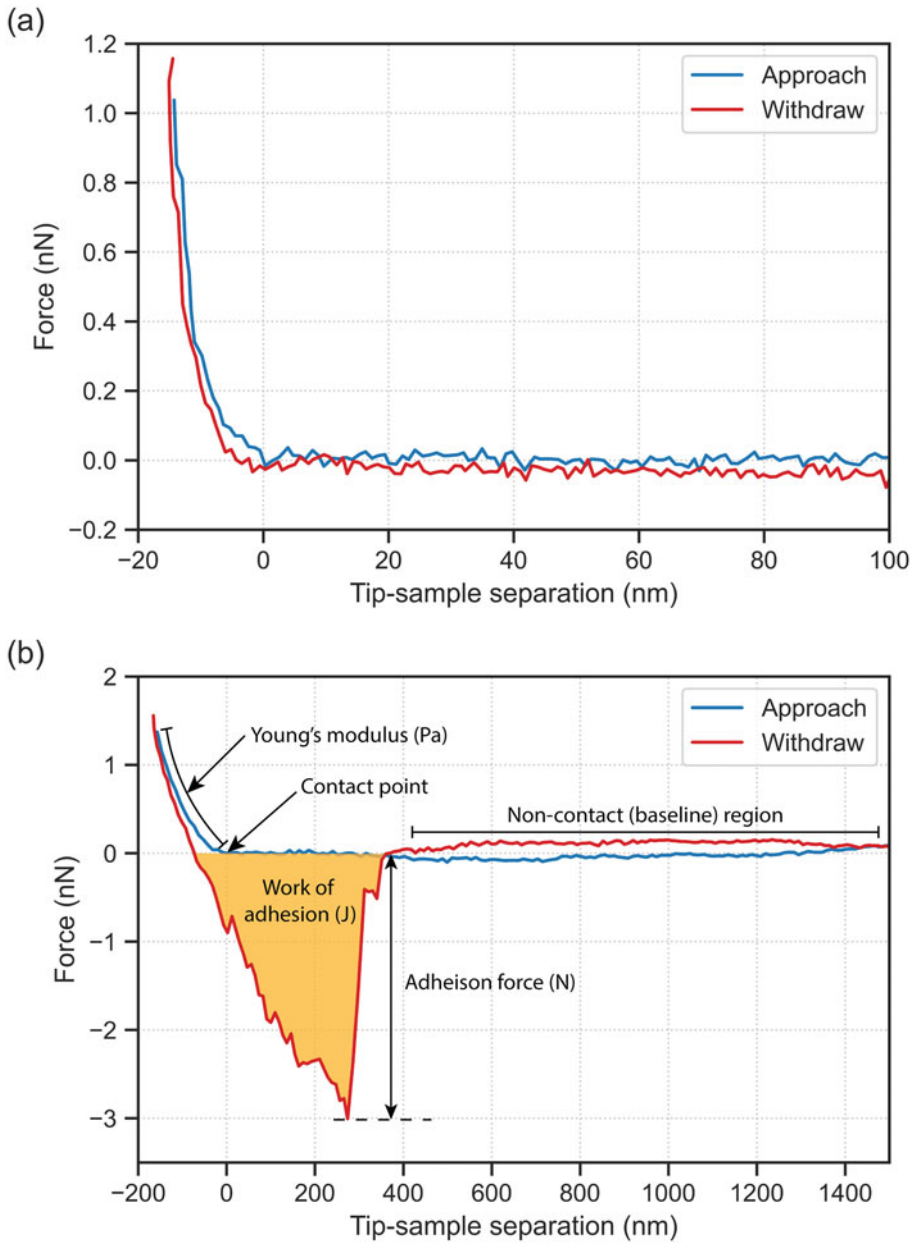 (a)
1.2
1.0
0.8
0.6
0.4
0.2
0.0
−0.2
Force (nN)
Approach
Withdraw
−20
0
20
40
60
80
100
Tip-sample separation (nm)
(b)
2
1
0
−1
−2
−3
Force (nN)
Approach
Withdraw
Young's modulus (Pa)
Contact point
Non-contact (baseline) region
Work of
adhesion (J)
Adheison force (N)
−200
0
200
400
600
800
1000
1200
1400
Tip-sample separation (nm)